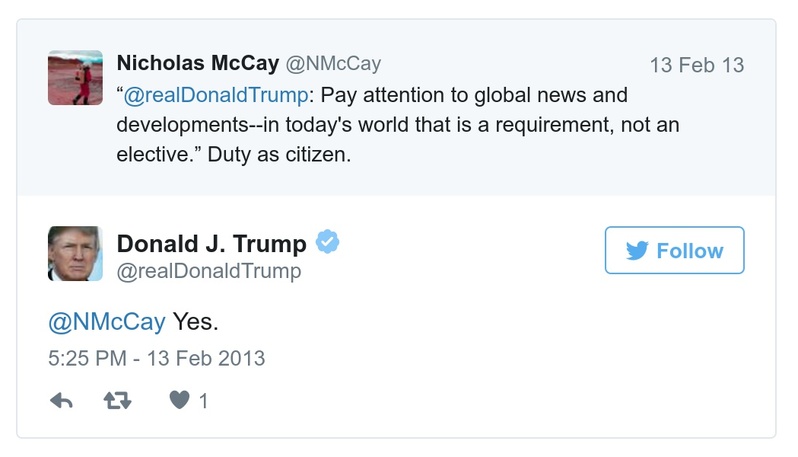 Nicholas McCay @NMcCay 13 Feb 13
“@realDonaldTrump: Pay attention to global news and
developments--in today's world that is a requirement, not an
elective.” Duty as citizen.
Donald J. Trump
@realDonaldTrump
Follow
@NMcCay Yes.
5:25 PM - 13 Feb 2013
1